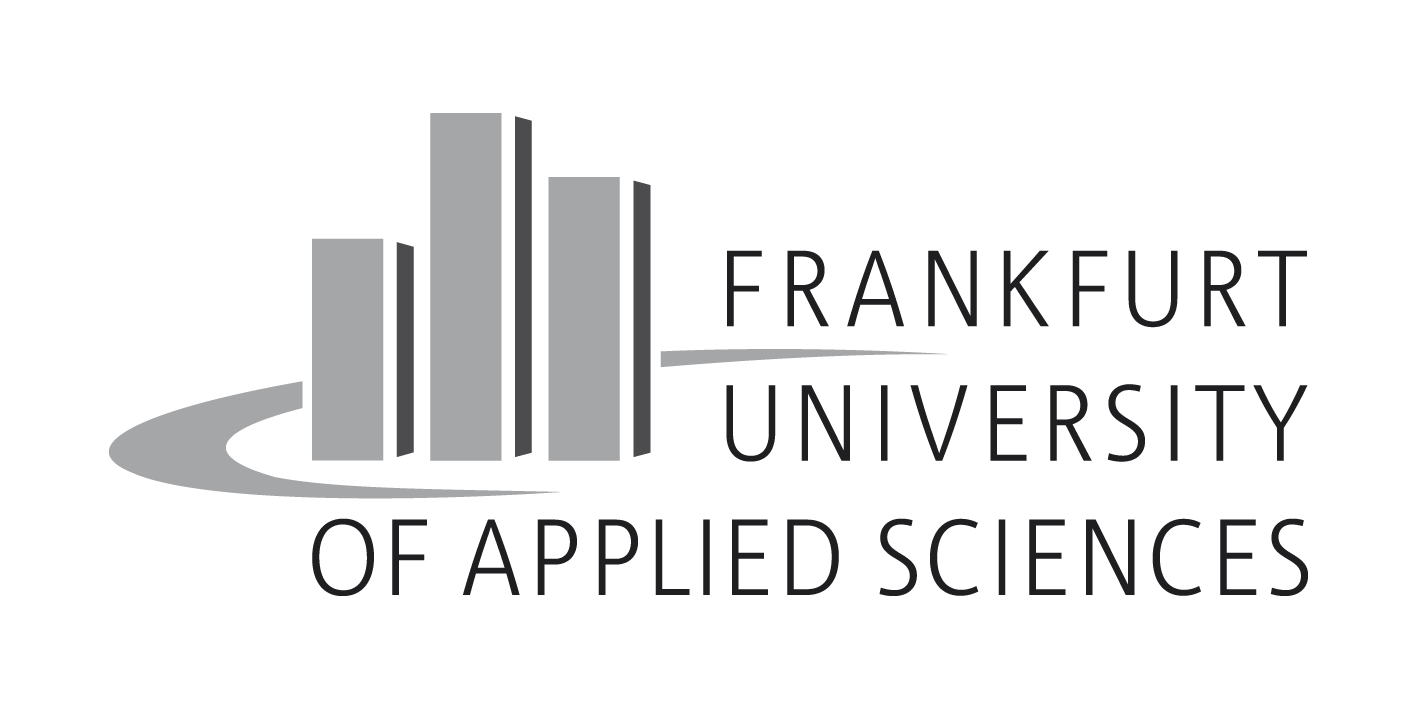 FRANKFURT
UNIVERSITY
OF APPLIED SCIENCES